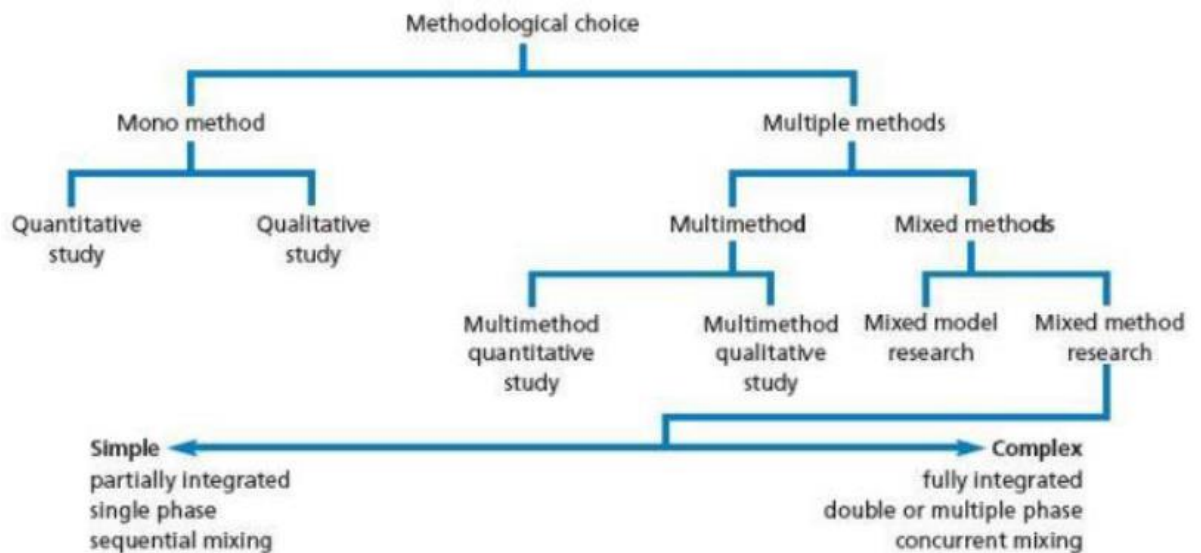 Methodological choice
Mono method
Multiple methods
Quantitative
study
Qualitative
study
Multimethod
Mixed methods
Multimethod
quantitative
study
Multimethod
qualitative
study
Mixed model
research
Mixed method
research
Simple
partially integrated
single phase
sequential mixing
Complex
fully integrated
double or multiple phase
concurrent mixing